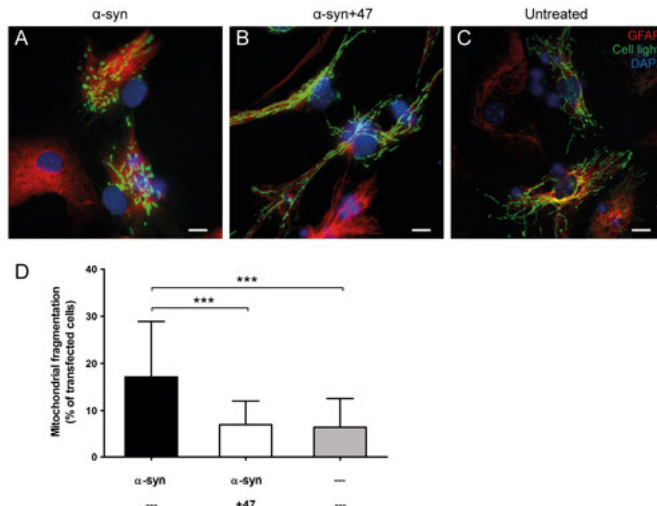 α-syn
α-syn+47
Untreated
A
B
C
GFAP
Cell light
DAPI
D
Mitochondrial fragmentation
(% of transfected cells)
40
30
20
10
0
***
***
α-syn α-syn ---
--- +47 ---